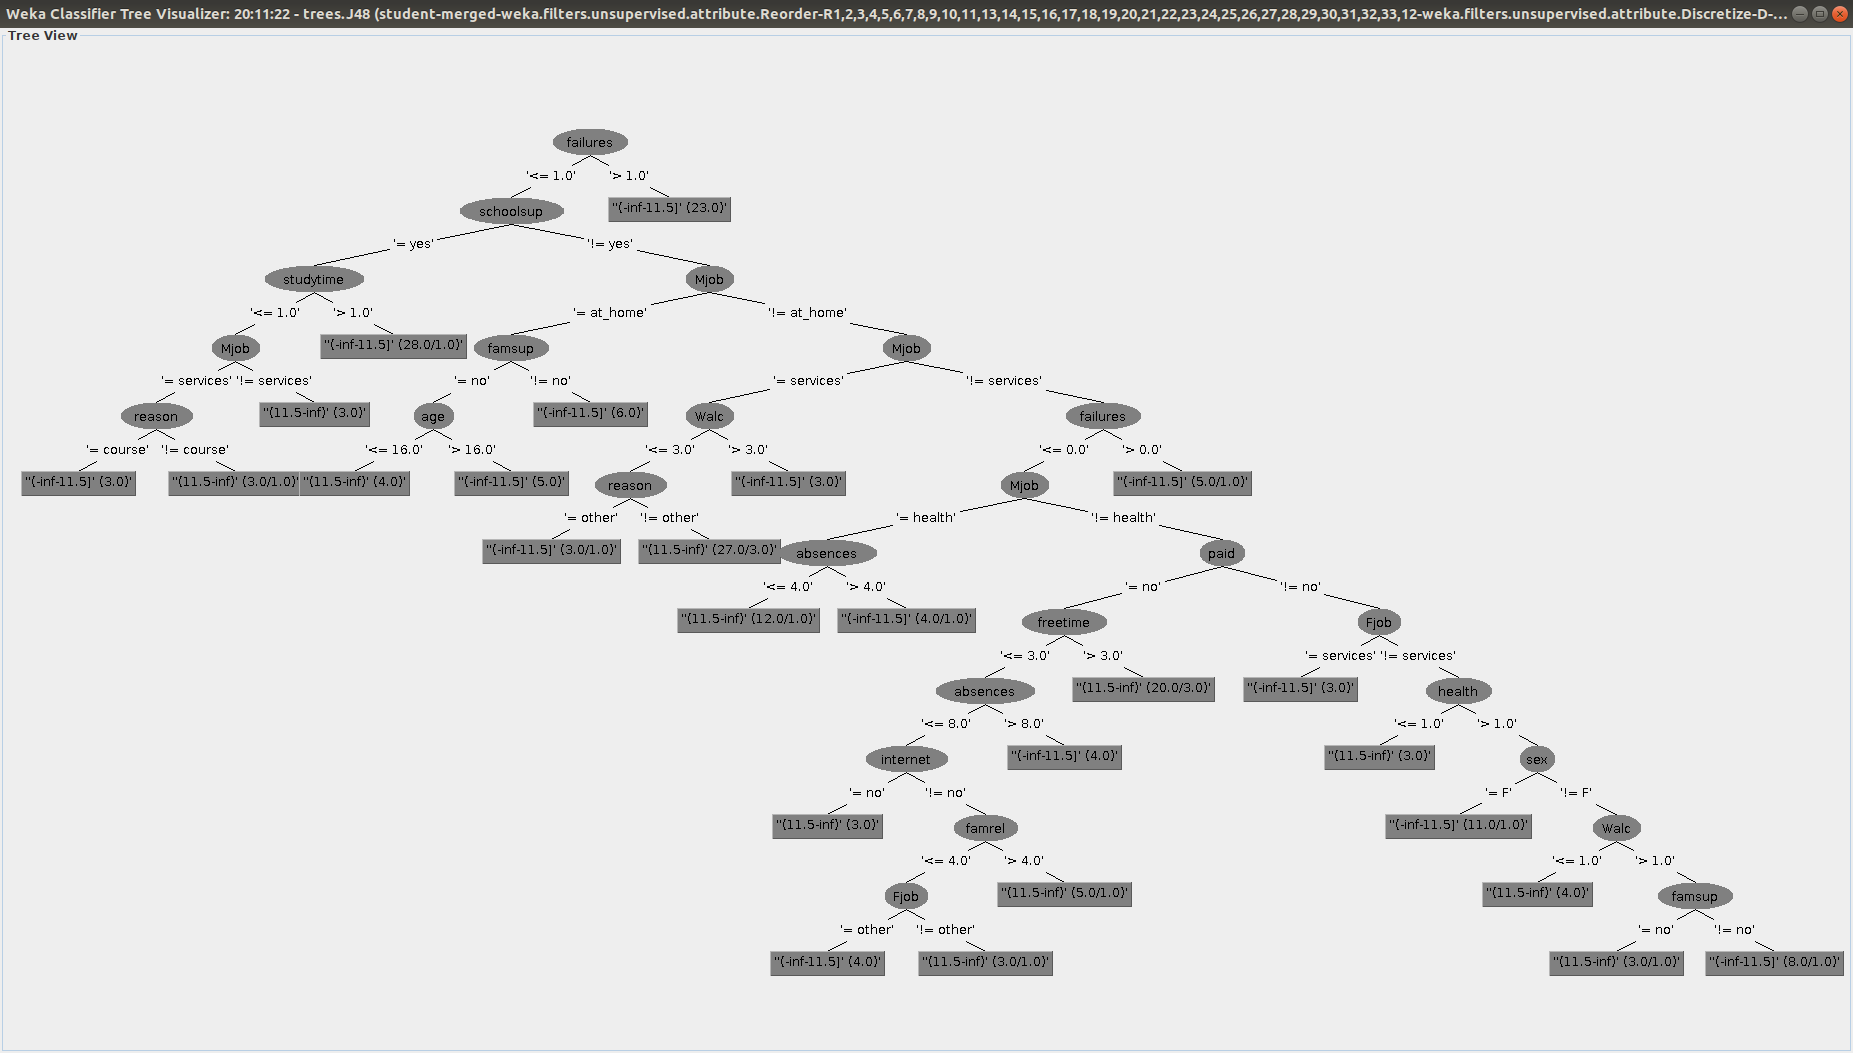 Weka Classifier Tree Visualizer: 20:11:22 - trees.J48 (student-merged-weka.filters.unsupervised.attribute.Reorder-R1,2,3,4,5,6,7,8,9,10,11,13,14,15,16,17,18,19,20,21,22,23,24,25,26,27,28,29,30,31,32,33,12-weka.filters.unsupervised.attribute.Discretize-D-...
Tree View
failures
'<= 1.0' '> 1.0'
schoolsup ''(-inf-11.5]' (23.0)'
'= yes' '!= yes'
studytime Mjob
'<= 1.0' '> 1.0' '= at_home' '!= at_home'
Mjob ''(-inf-11.5]' (28.0/1.0)' famsup Mjob
'= services' '!= services' '= no' '!= no' '= services' '!= services'
reason ''(11.5-inf)' (3.0)' age ''(-inf-11.5]' (6.0)' Walc failures
'= course' '!= course' '<= 16.0' '> 16.0' '<= 3.0' '> 3.0' '<= 0.0' '> 0.0'
''(-inf-11.5]' (3.0)' ''(11.5-inf)' (3.0/1.0)' ''(11.5-inf)' (4.0)' ''(-inf-11.5]' (5.0)' reason ''(-inf-11.5]' (3.0)' Mjob ''(-inf-11.5]' (5.0/1.0)'
'= other' '!= other' '= health' '!= health'
''(-inf-11.5]' (3.0/1.0)' ''(11.5-inf)' (27.0/3.0)' absences paid
'<= 4.0' '> 4.0' '= no' '!= no'
''(11.5-inf)' (12.0/1.0)' ''(-inf-11.5]' (4.0/1.0)' freetime Fjob
'<= 3.0' '> 3.0' '= services' '!= services'
absences ''(11.5-inf)' (20.0/3.0)' ''(-inf-11.5]' (3.0)' health
'<= 8.0' '> 8.0' '<= 1.0' '> 1.0'
internet ''(-inf-11.5]' (4.0)' ''(11.5-inf)' (3.0)' sex
'= no' '!= no' '= F' '!= F'
''(11.5-inf)' (3.0)' famrel ''(-inf-11.5]' (11.0/1.0)' Walc
'<= 4.0' '> 4.0' '<= 1.0' '> 1.0'
Fjob ''(11.5-inf)' (5.0/1.0)' ''(11.5-inf)' (4.0)' famsup
'= other' '!= other' '= no' '!= no'
''(-inf-11.5]' (4.0)' ''(11.5-inf)' (3.0/1.0)' ''(11.5-inf)' (3.0/1.0)' ''(-inf-11.5]' (8.0/1.0)'